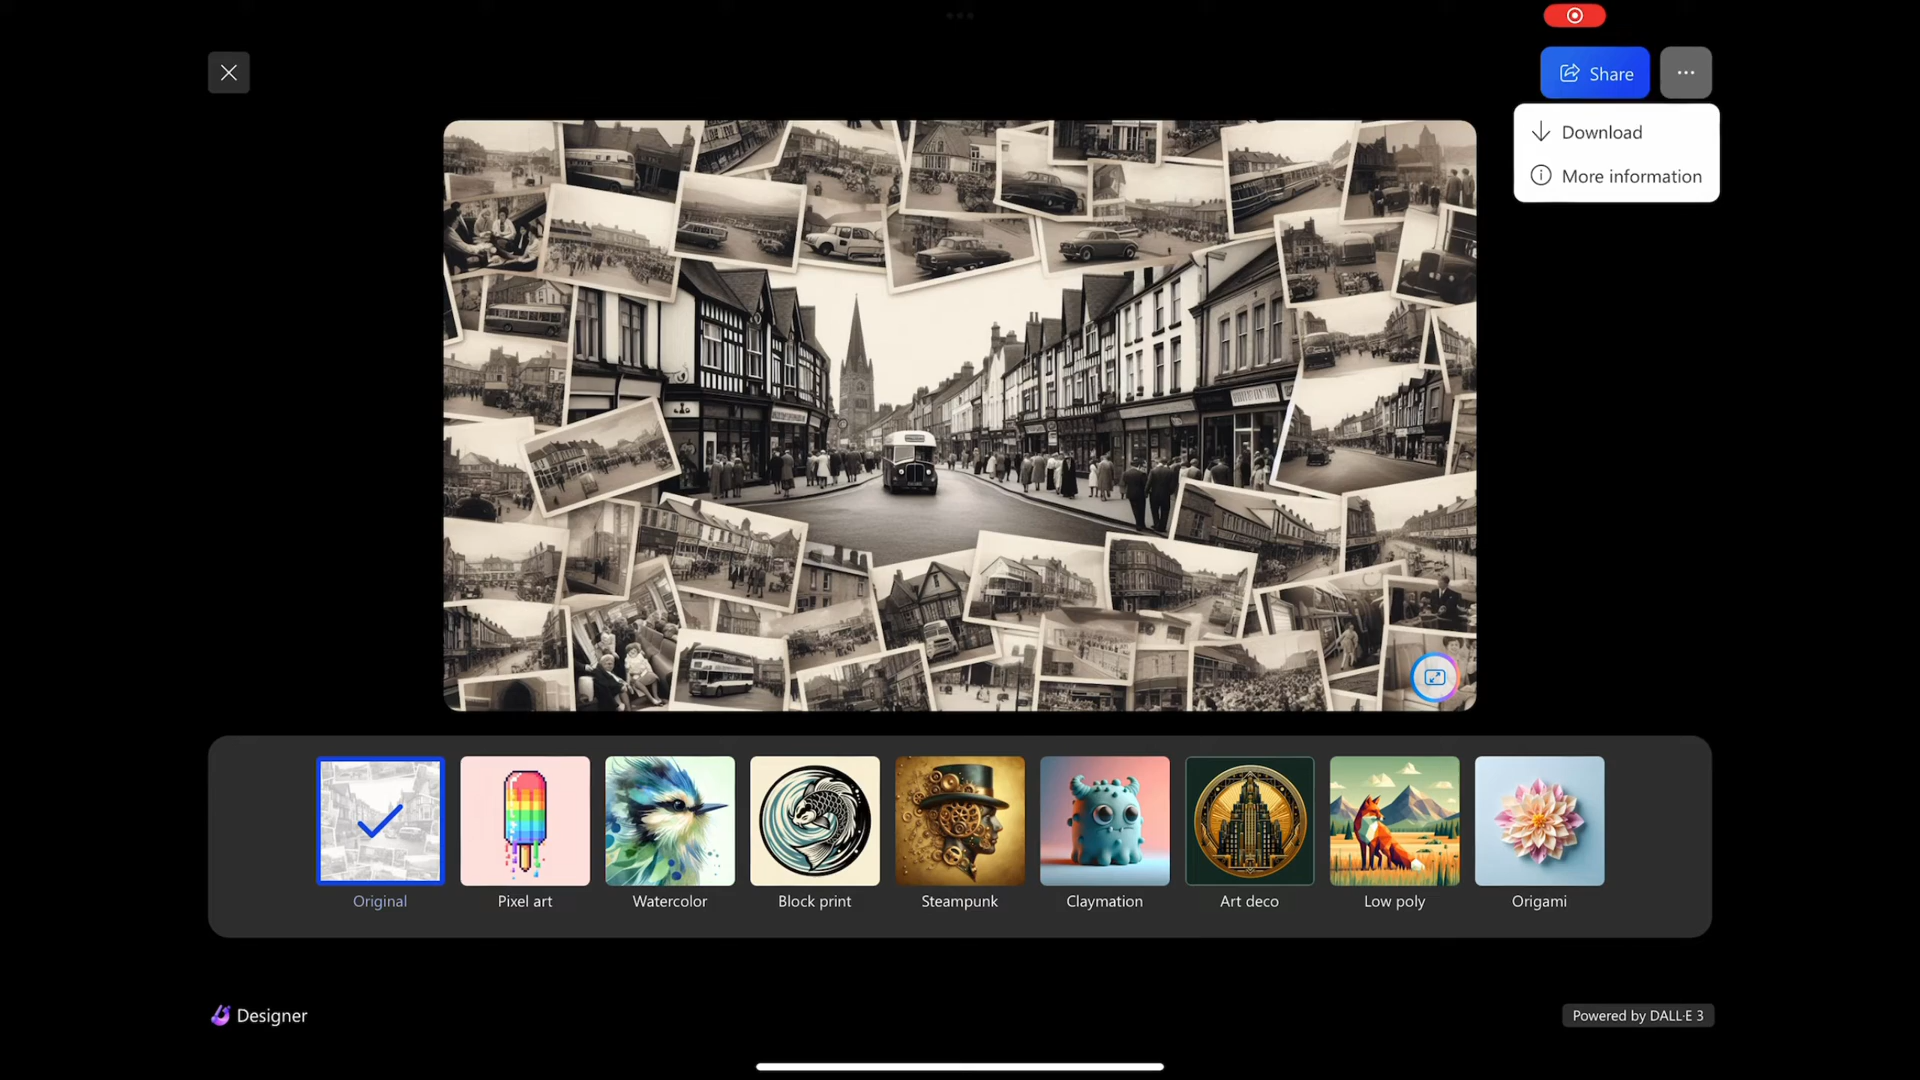 Share
Download
More information
Original
Pixel art
Watercolor
Block print
Steampunk
Claymation
Art deco
Low poly
Origami
Designer
Powered by DALL·E 3